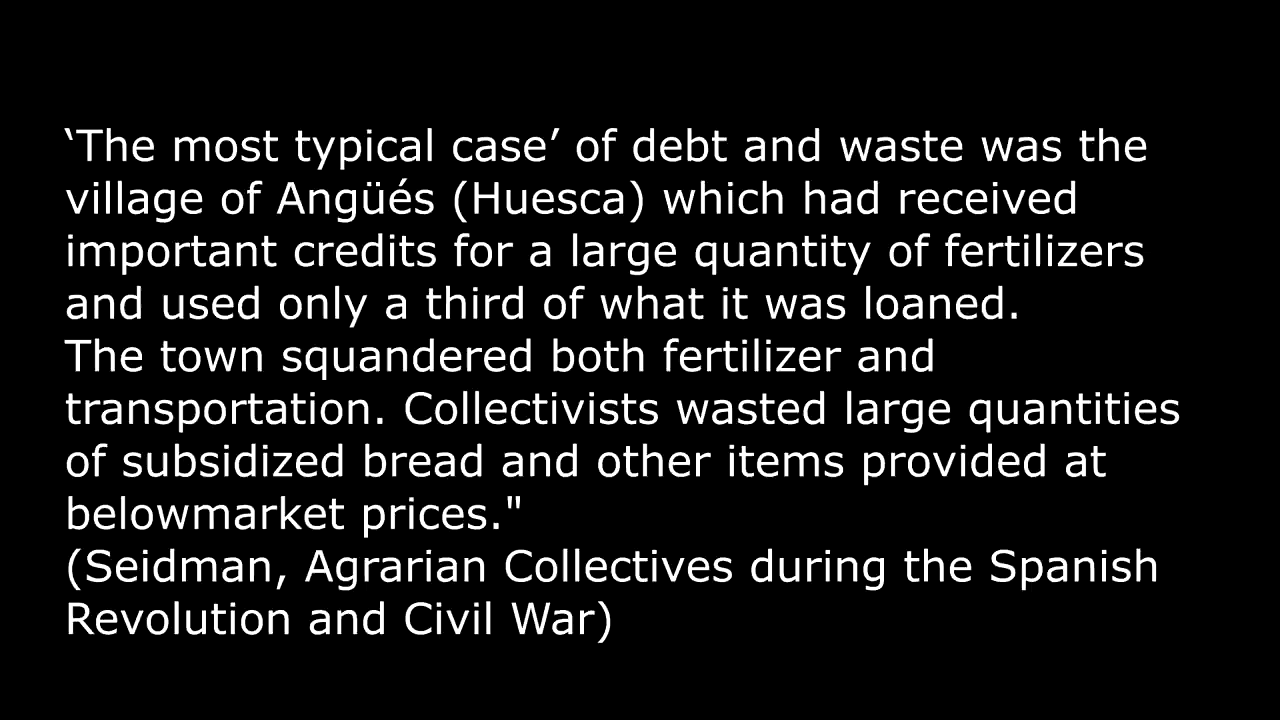 ‘The most typical case’ of debt and waste was the
village of Angüés (Huesca) which had received
important credits for a large quantity of fertilizers
and used only a third of what it was loaned.
The town squandered both fertilizer and
transportation. Collectivists wasted large quantities
of subsidized bread and other items provided at
belowmarket prices."
(Seidman, Agrarian Collectives during the Spanish
Revolution and Civil War)